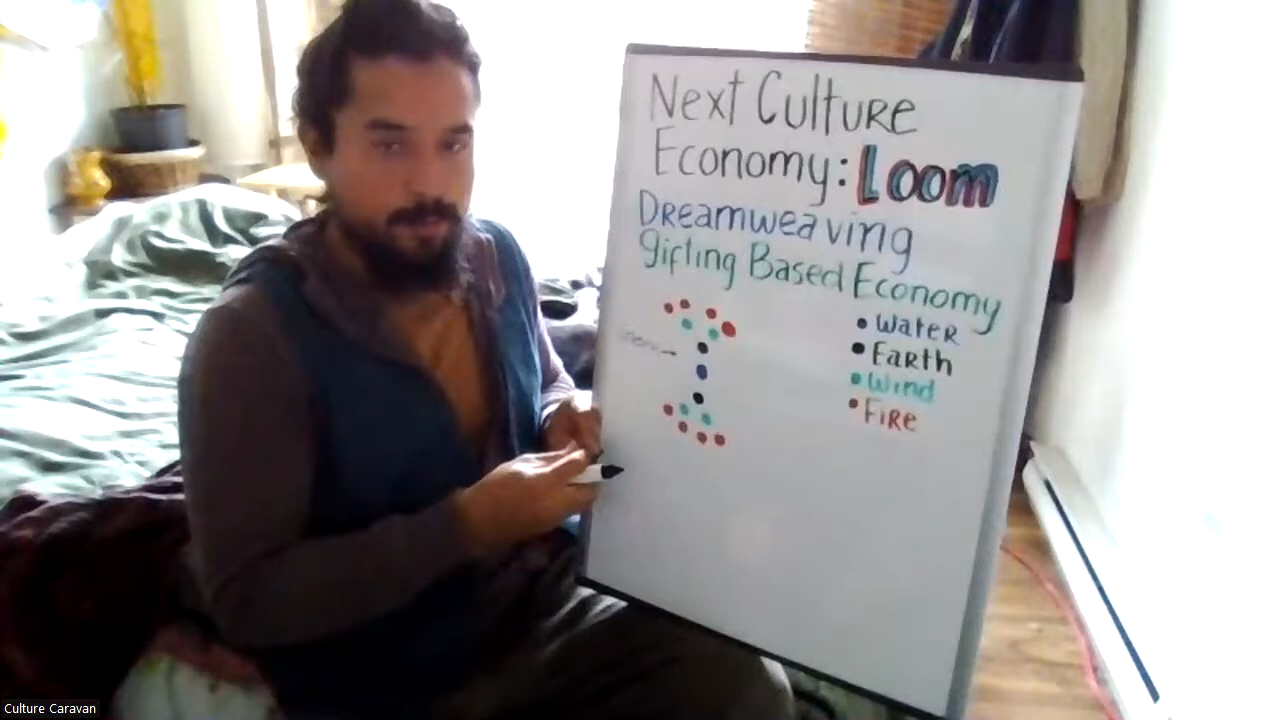 Next Culture
Economy: Loom
Dreamweaving
Gifting Based Economy
Water
Earth
Wind
Fire
Culture Caravan